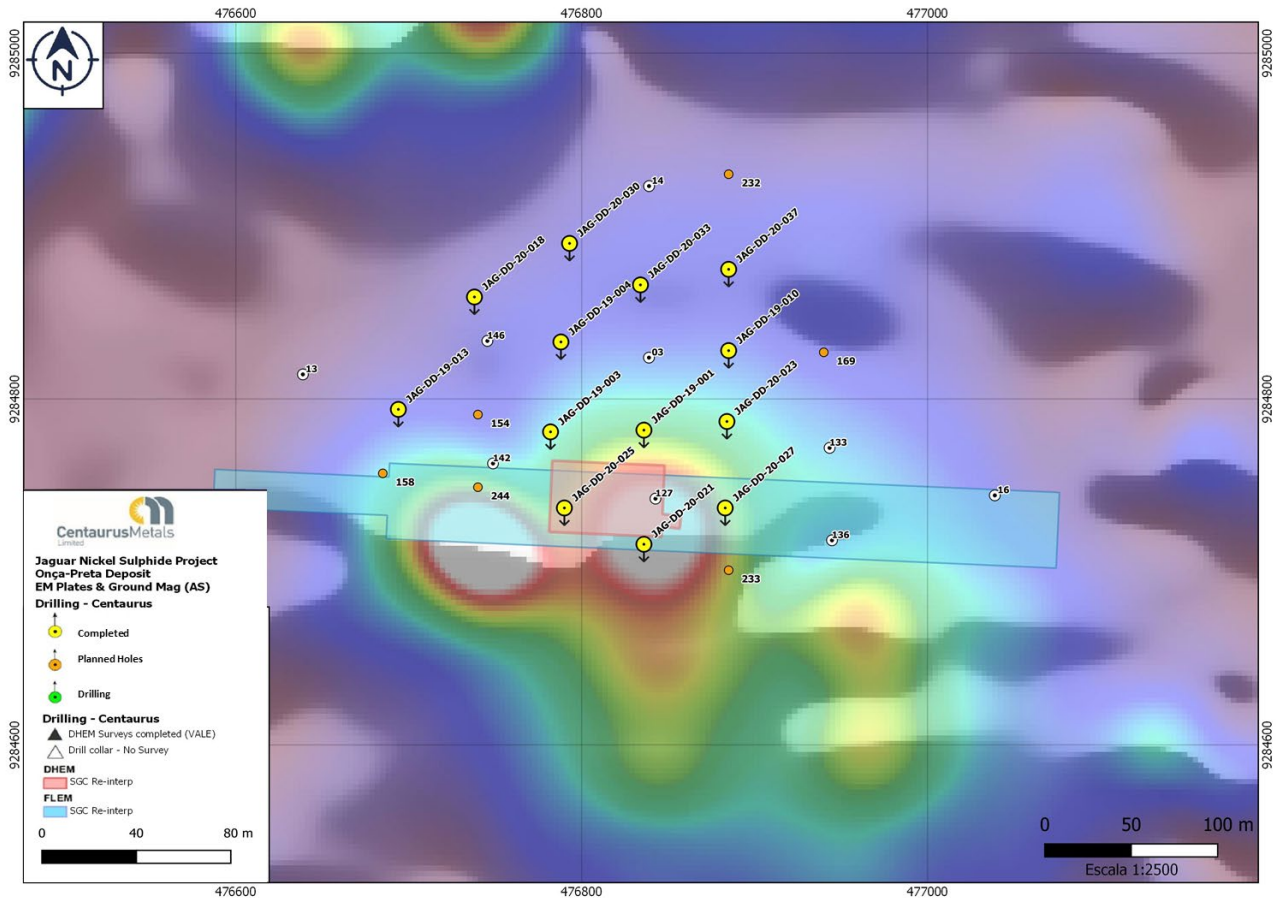 476600
476800
477000
9285000
9285000
N
14
232
JAG-DD-20-030
JAG-DD-20-037
JAG-DD-20-033
JAG-DD-20-018
JAG-DD-19-004
JAG-DD-19-010
146
03
169
13
JAG-DD-19-013
JAG-DD-19-003
JAG-DD-19-001
JAG-DD-20-023
9284800
9284800
154
133
142
JAG-DD-20-025
JAG-DD-20-027
158
244
127
16
JAG-DD-20-021
136
233
CentaurusMetals
Limited
Jaguar Nickel Sulphide Project
Onça-Preta Deposit
EM Plates & Ground Mag (AS)
Drilling - Centaurus
Completed
Planned Holes
Drilling
Drilling - Centaurus
DHEM Surveys completed (VALE)
Drill collar - No Survey
DHEM
SGC Re-interp
FLEM
SGC Re-interp
0 40 80 m
9284600
9284600
0 50 100 m
Escala 1:2500
476600
476800
477000